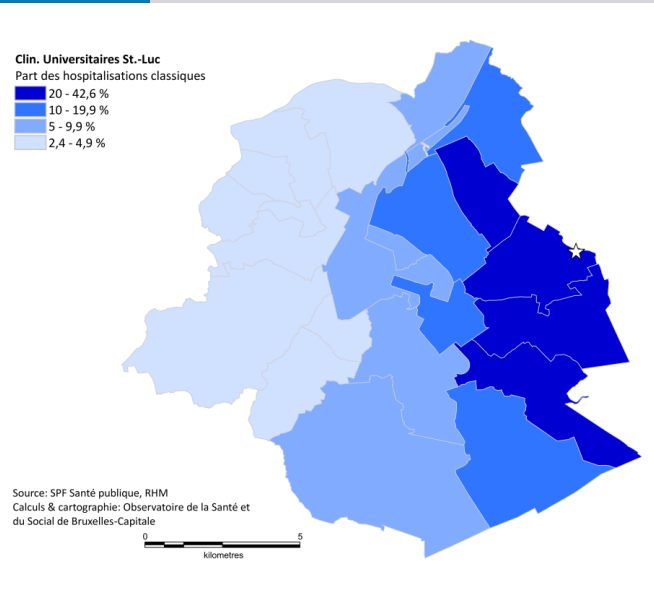 Clin. Universitaires St.-Luc
Part des hospitalisations classiques
20 - 42,6 %
10 - 19,9 %
5 - 9,9 %
2,4 - 4,9 %
Source: SPF Santé publique, RHM
Calculs & cartographie: Observatoire de la Santé et
du Social de Bruxelles-Capitale
0 5
kilometres